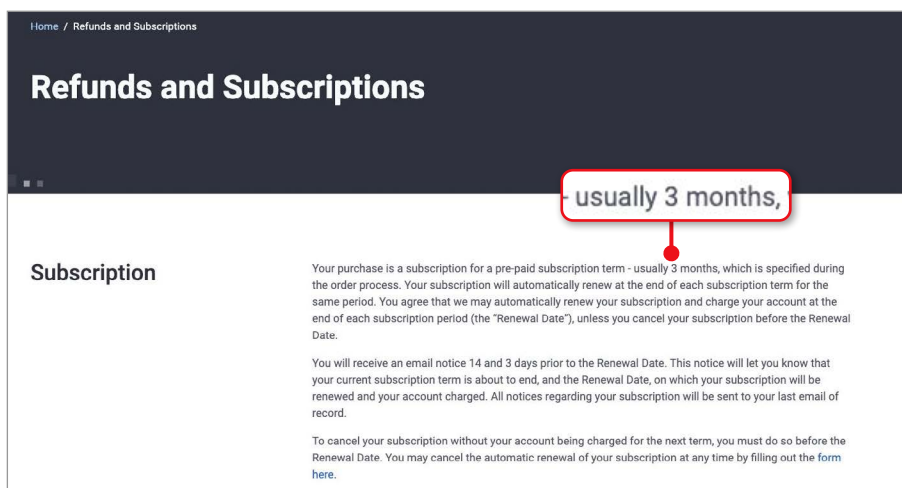 Home / Refunds and Subscriptions
Refunds and Subscriptions
- usually 3 months,
Subscription
Your purchase is a subscription for a pre-paid subscription term - usually 3 months, which is specified during
the order process. Your subscription will automatically renew at the end of each subscription term for the
same period. You agree that we may automatically renew your subscription and charge your account at the
end of each subscription period (the “Renewal Date”), unless you cancel your subscription before the Renewal
Date.
You will receive an email notice 14 and 3 days prior to the Renewal Date. This notice will let you know that
your current subscription term is about to end, and the Renewal Date, on which your subscription will be
renewed and your account charged. All notices regarding your subscription will be sent to your last email of
record.
To cancel your subscription without your account being charged for the next term, you must do so before the
Renewal Date. You may cancel the automatic renewal of your subscription at any time by filling out the form
here.